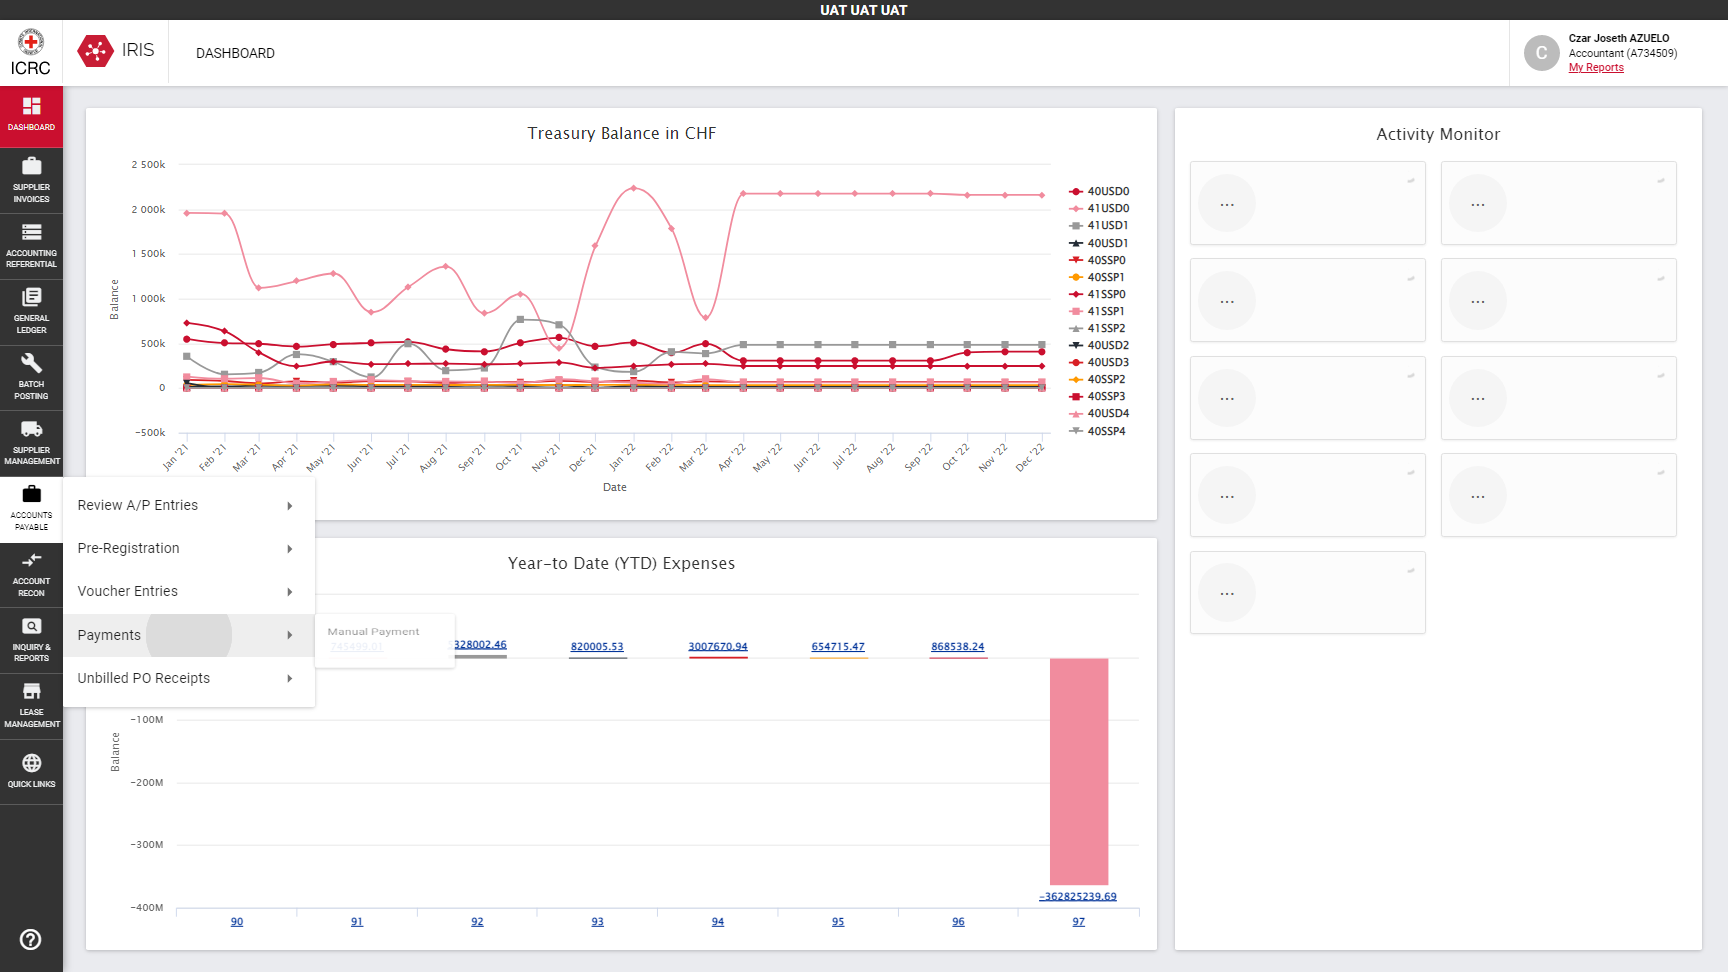 UAT UAT UAT
ICRC
IRIS
DASHBOARD
Czar Joseth AZUELO
Accountant (A734509)
My Reports
C
DASHBOARD
SUPPLIER
INVOICES
ACCOUNTING
REFERENTIAL
GENERAL
LEDGER
BATCH
POSTING
SUPPLIER
MANAGEMENT
ACCOUNTS
PAYABLE
ACCOUNT
RECON
INQUIRY &
REPORTS
LEASE
MANAGEMENT
QUICK LINKS
Review A/P Entries
Pre-Registration
Voucher Entries
Payments
Unbilled PO Receipts
Manual Payment
Treasury Balance in CHF
2 500k
2 000k
1 500k
1 000k
500k
0
-500k
Balance
Jan '21
Feb '21
Mar '21
Apr '21
May '21
Jun '21
Jul '21
Aug '21
Sep '21
Oct '21
Nov '21
Dec '21
Jan '22
Feb '22
Mar '22
Apr '22
May '22
Jun '22
Jul '22
Aug '22
Sep '22
Oct '22
Nov '22
Dec '22
Date
40USD0
41USD0
41USD1
40USD1
40SSP0
40SSP1
41SSP0
41SSP1
41SSP2
40USD2
40USD3
40SSP2
40SSP3
40USD4
40SSP4
Year-to Date (YTD) Expenses
745499.01
328002.46
820005.53
3007670.94
654715.47
868538.24
-362825239.69
-100M
-200M
-300M
-400M
Balance
90
91
92
93
94
95
96
97
Activity Monitor
...
...
...
...
...
...
...
...
...